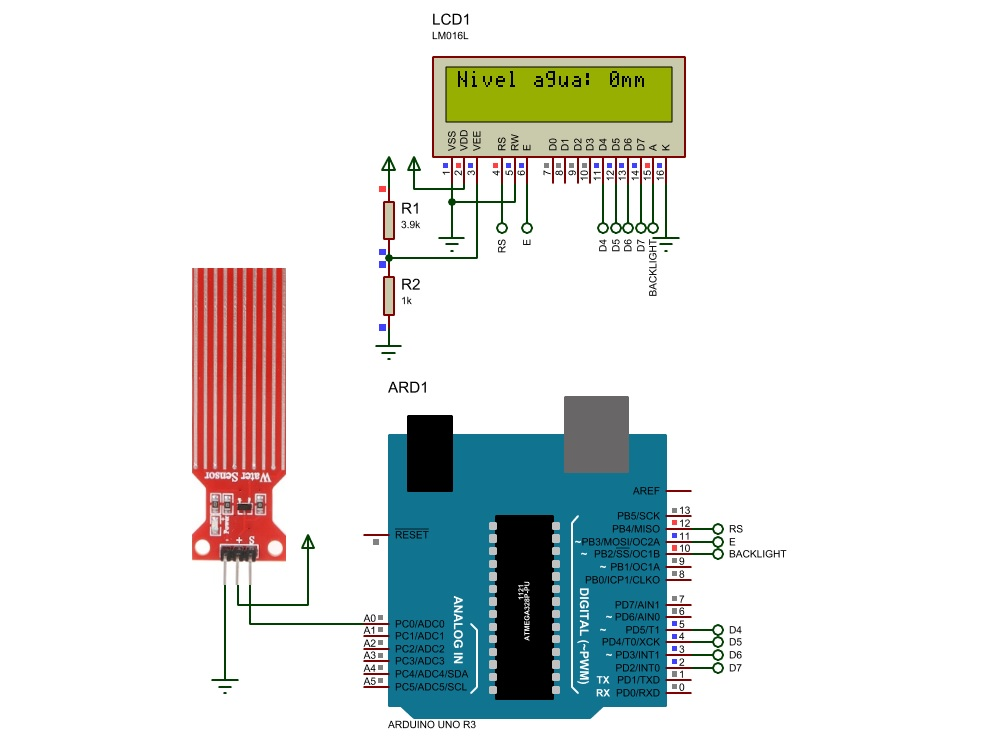 LCD1
LM016L
Nivel agua: 0mm
VSS VDD VEE RS RW E D0 D1 D2 D3 D4 D5 D6 D7 A K
1 2 3 4 5 6 7 8 9 10 11 12 13 14 15 16
RS E D4 D5 D6 D7 BACKLIGHT
R1
3.9k
R2
1k
Water Sensor
- + S
ARD1
AREF
RESET
PB5/SCK 13
PB4/MISO 12 RS
~PB3/MOSI/OC2A 11 E
~ PB2/SS/OC1B 10 BACKLIGHT
~ PB1/OC1A 9
PB0/ICP1/CLKO 8
PD7/AIN1 7
~ PD6/AIN0 6
~ PD5/T1 5 D4
PD4/T0/XCK 4 D5
~ PD3/INT1 3 D6
PD2/INT0 2 D7
TX PD1/TXD 1
RX PD0/RXD 0
A0 PC0/ADC0
A1 PC1/ADC1
A2 PC2/ADC2
A3 PC3/ADC3
A4 PC4/ADC4/SDA
A5 PC5/ADC5/SCL
ANALOG IN
ATMEGA328P-PU
1121
DIGITAL (~PWM)
ARDUINO UNO R3